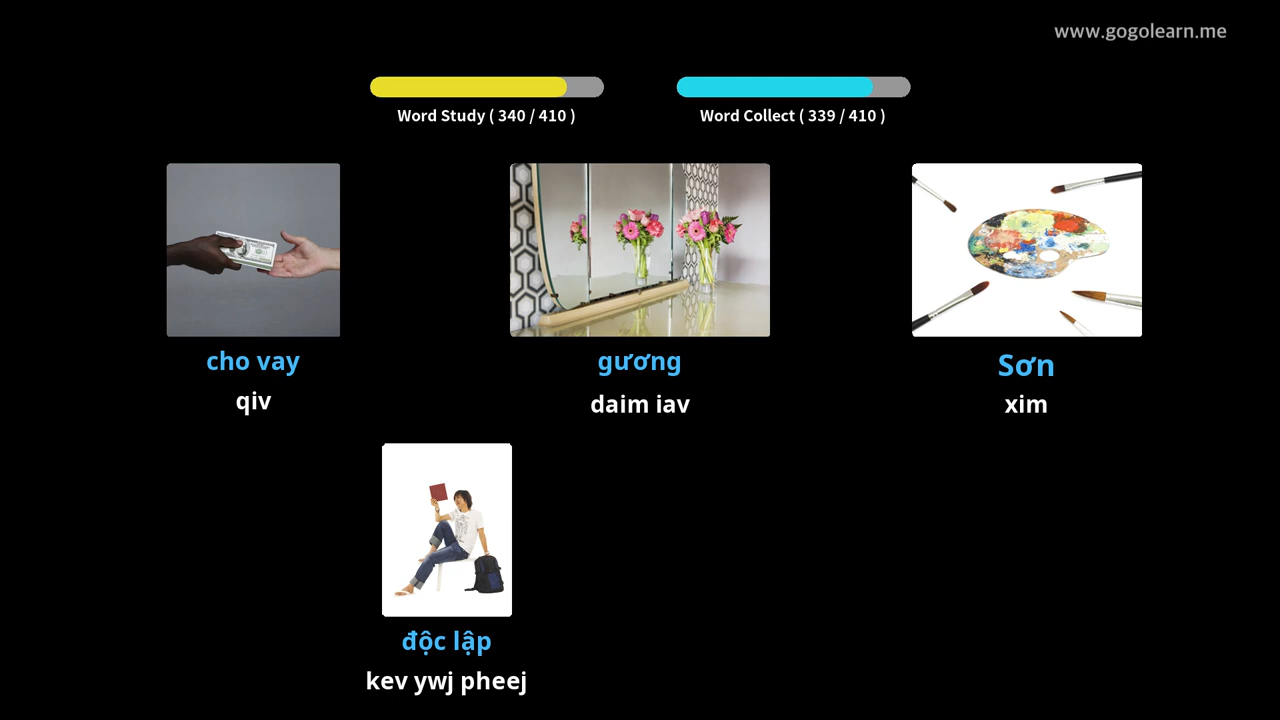 www.gogolearn.me
Word Study ( 340 / 410 )
Word Collect ( 339 / 410 )
cho vay
qiv
gương
daim iav
Sơn
xim
độc lập
kev ywj pheej